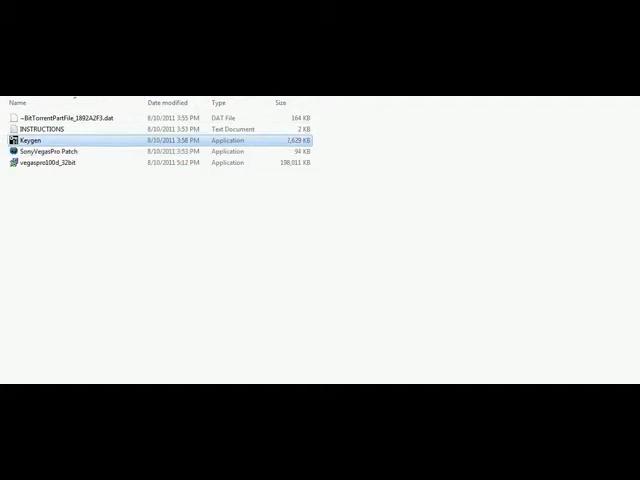 Name Date modified Type Size
~BitTorrentPartFile_1892A2F3.dat 8/10/2011 3:55 PM DAT File 164 KB
INSTRUCTIONS 8/10/2011 3:53 PM Text Document 2 KB
Keygen 8/10/2011 3:58 PM Application 7,629 KB
SonyVegasPro Patch 8/10/2011 3:53 PM Application 94 KB
vegaspro100d_32bit 8/10/2011 5:12 PM Application 198,011 KB